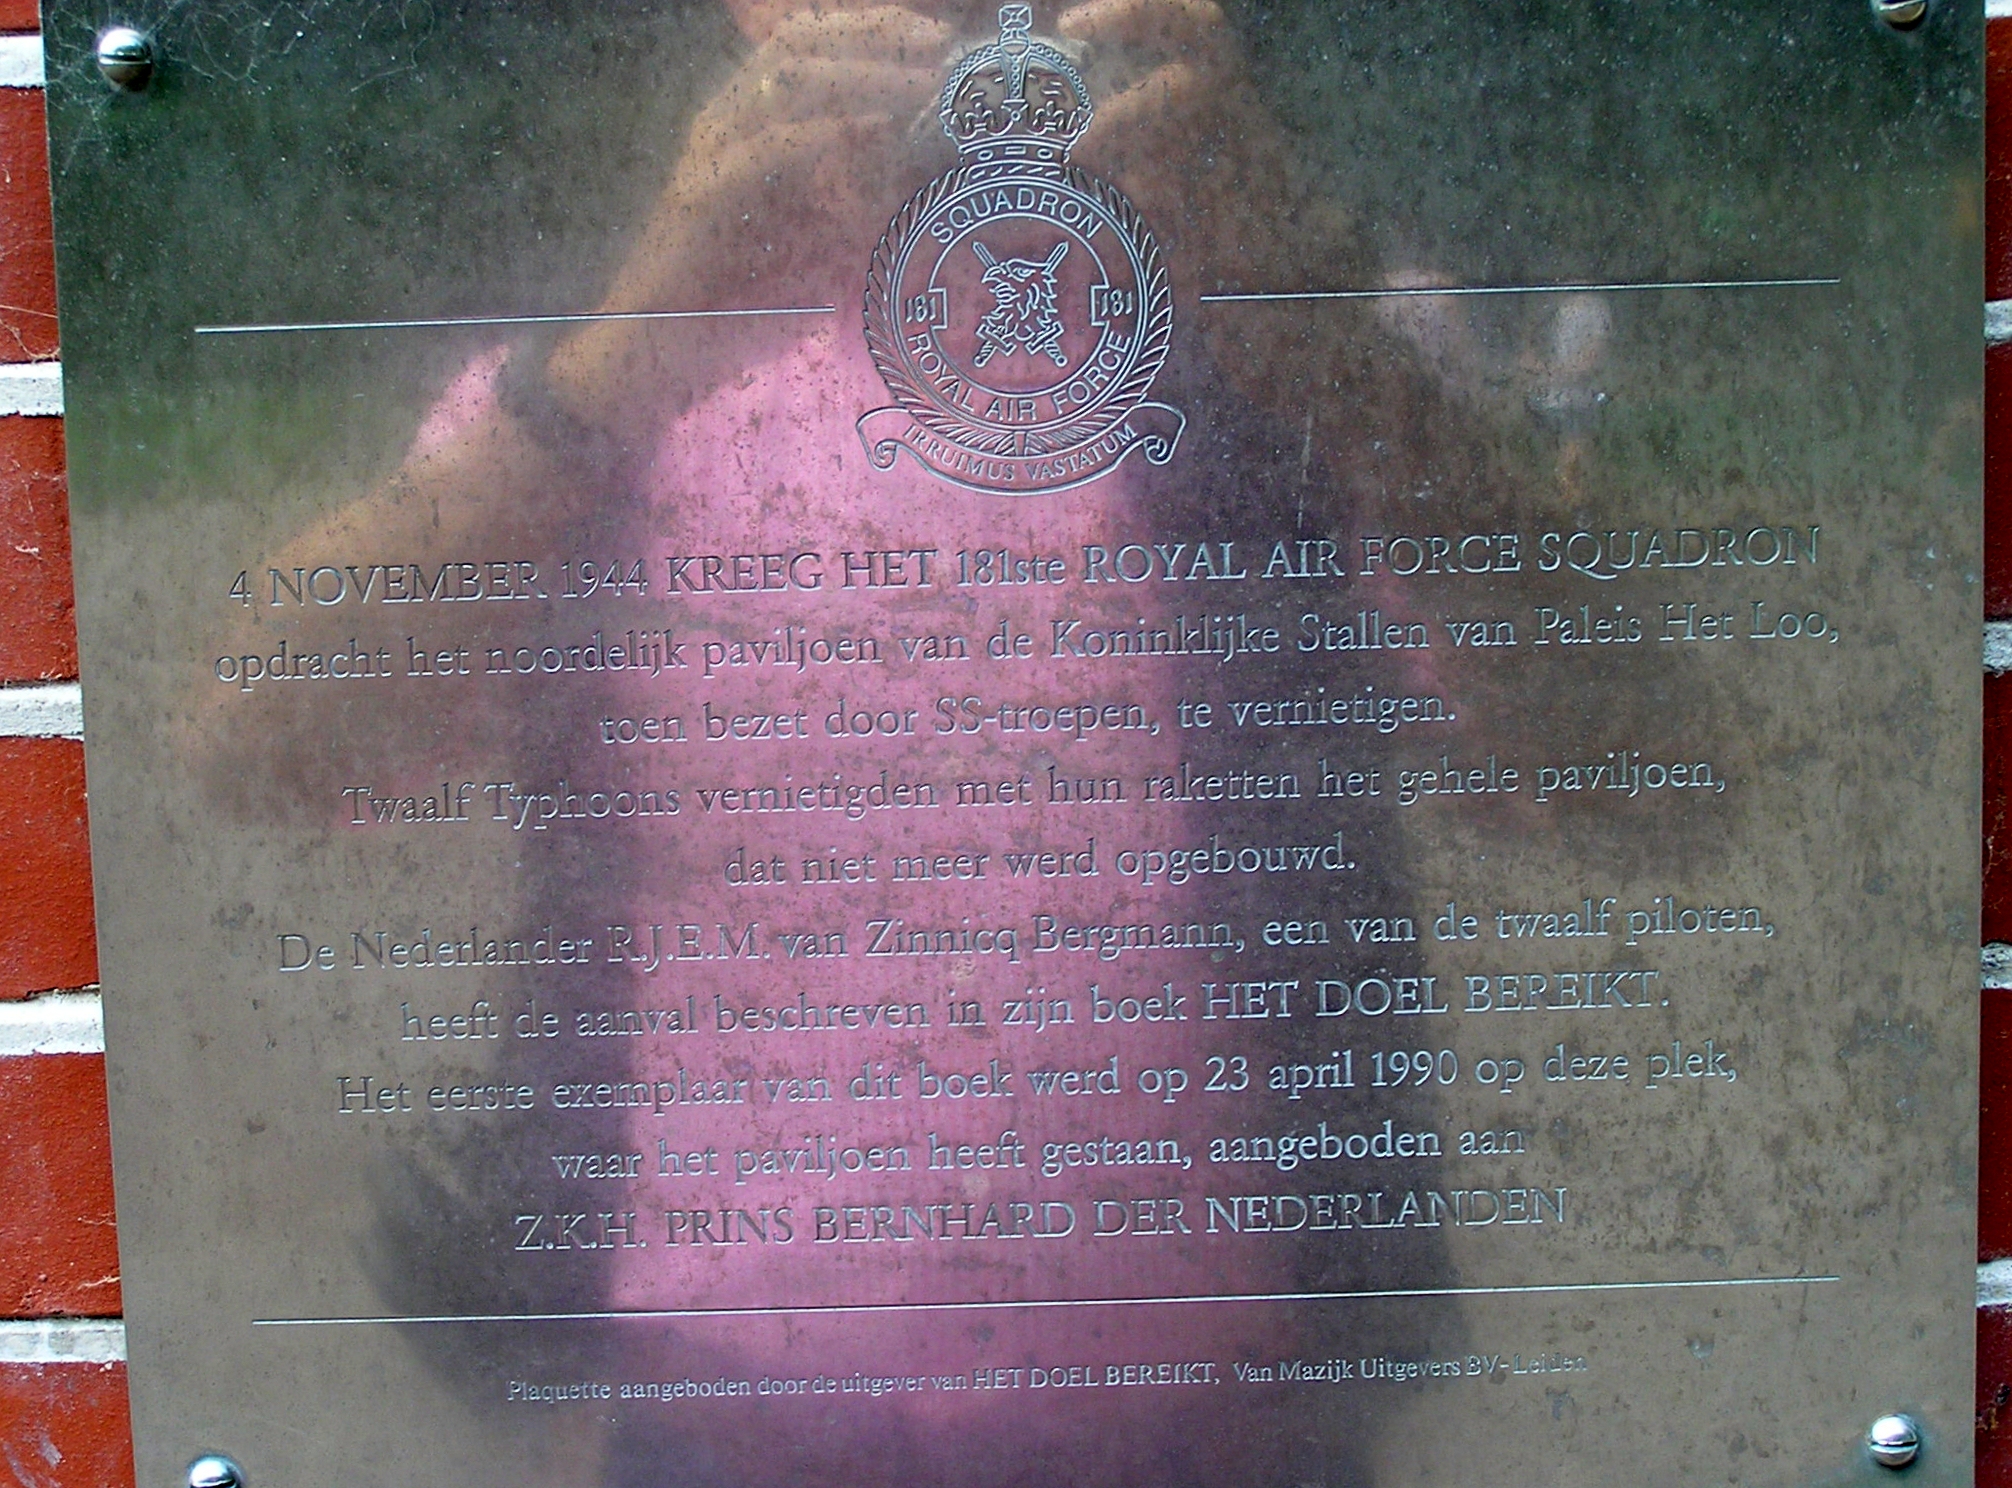 SQUADRON
181 181
ROYAL AIR FORCE
IRRUIMUS VASTATUM
4 NOVEMBER 1944 KREEG HET 181ste ROYAL AIR FORCE SQUADRON
opdracht het noordelijk paviljoen van de Koninklijke Stallen van Paleis Het Loo,
toen bezet door SS-troepen, te vernietigen.
Twaalf Typhoons vernietigden met hun raketten het gehele paviljoen,
dat niet meer werd opgebouwd.
De Nederlander R.J.E.M. van Zinnicq Bergmann, een van de twaalf piloten,
heeft de aanval beschreven in zijn boek HET DOEL BEREIKT.
Het eerste exemplaar van dit boek werd op 23 april 1990 op deze plek,
waar het paviljoen heeft gestaan, aangeboden aan
Z.K.H. PRINS BERNHARD DER NEDERLANDEN
Plaquette aangeboden door de uitgever van HET DOEL BEREIKT, Van Mazijk Uitgevers BV-Leiden